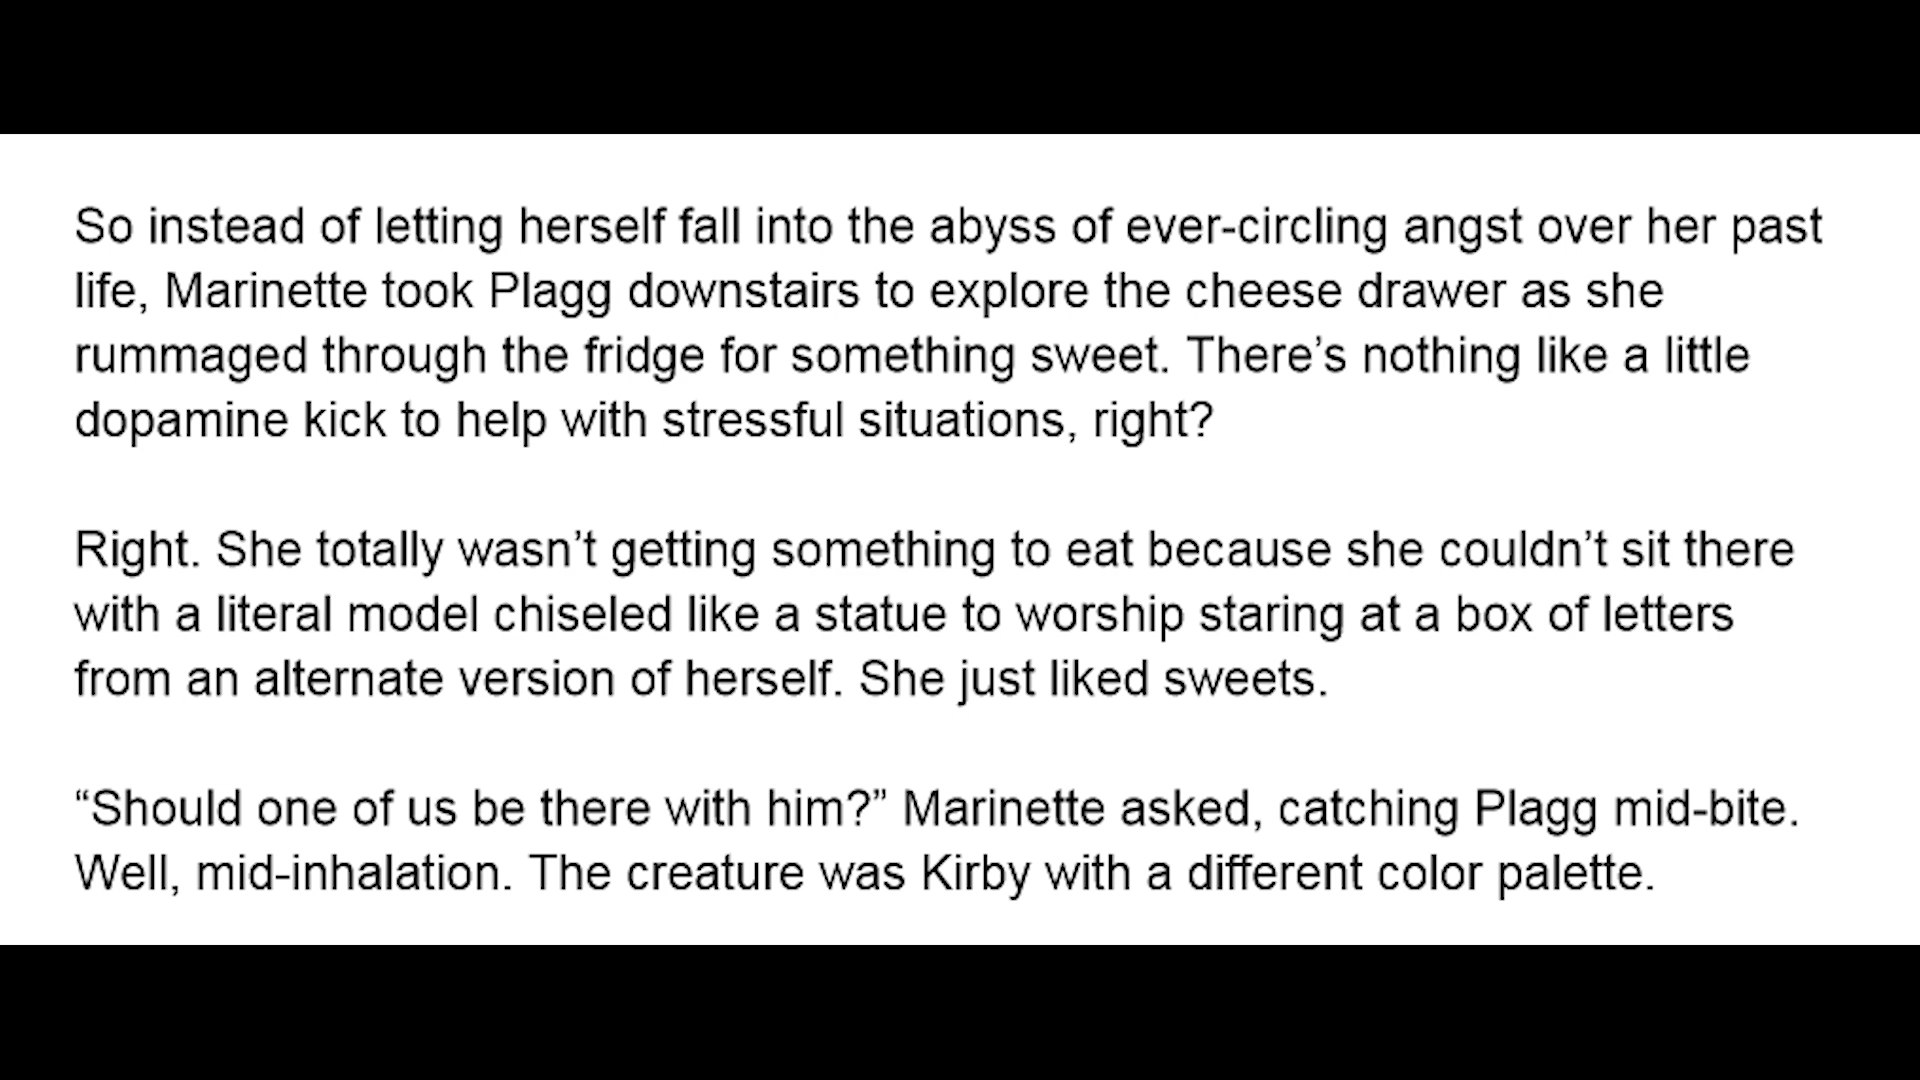 So instead of letting herself fall into the abyss of ever-circling angst over her past
life, Marinette took Plagg downstairs to explore the cheese drawer as she
rummaged through the fridge for something sweet. There’s nothing like a little
dopamine kick to help with stressful situations, right?
Right. She totally wasn’t getting something to eat because she couldn’t sit there
with a literal model chiseled like a statue to worship staring at a box of letters
from an alternate version of herself. She just liked sweets.
“Should one of us be there with him?” Marinette asked, catching Plagg mid-bite.
Well, mid-inhalation. The creature was Kirby with a different color palette.